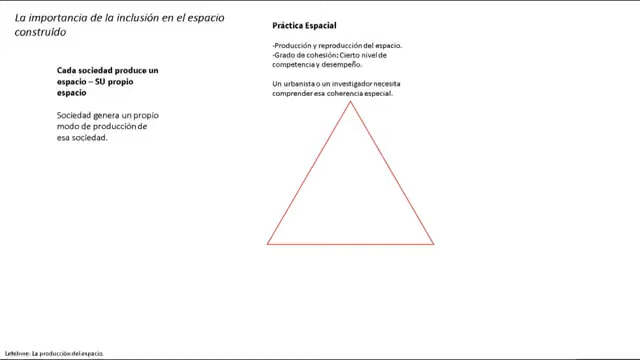 La importancia de la inclusión en el espacio
construido
Cada sociedad produce un
espacio – SU propio
espacio
Sociedad genera un propio
modo de producción de
esa sociedad.
Práctica Espacial
-Producción y reproducción del espacio.
-Grado de cohesión; Cierto nivel de
competencia y desempeño.
Un urbanista o un investigador necesita
comprender esa coherencia especial.
Lefebvre: La producción del espacio.